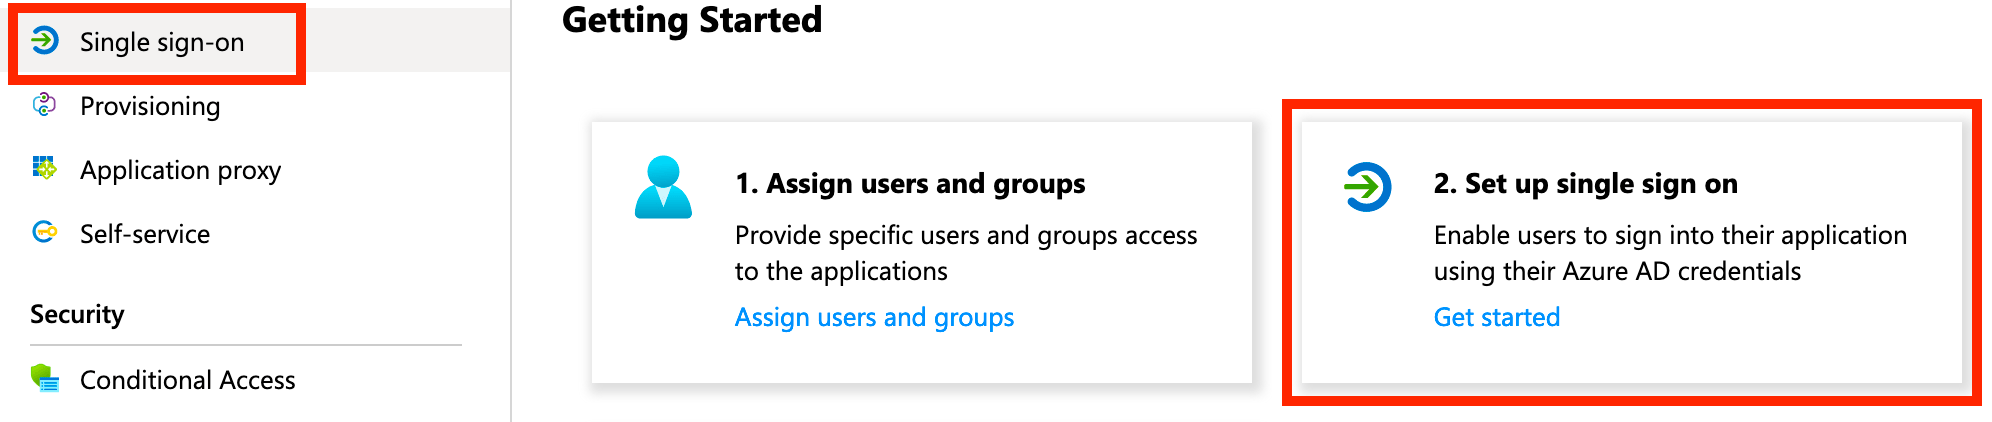 Single sign-on
Provisioning
Application proxy
Self-service
Security
Conditional Access
Getting Started
1. Assign users and groups
Provide specific users and groups access
to the applications
Assign users and groups
2. Set up single sign on
Enable users to sign into their application
using their Azure AD credentials
Get started